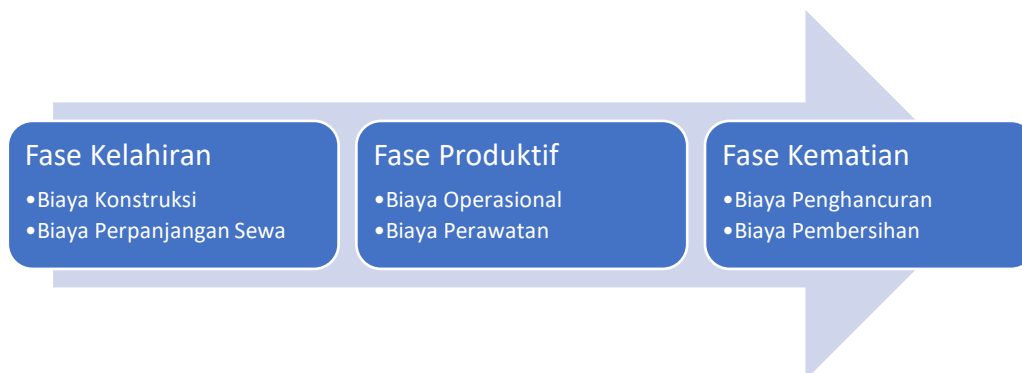 Fase Kelahiran
•Biaya Konstruksi
•Biaya Perpanjangan Sewa
Fase Produktif
•Biaya Operasional
•Biaya Perawatan
Fase Kematian
•Biaya Penghancuran
•Biaya Pembersihan